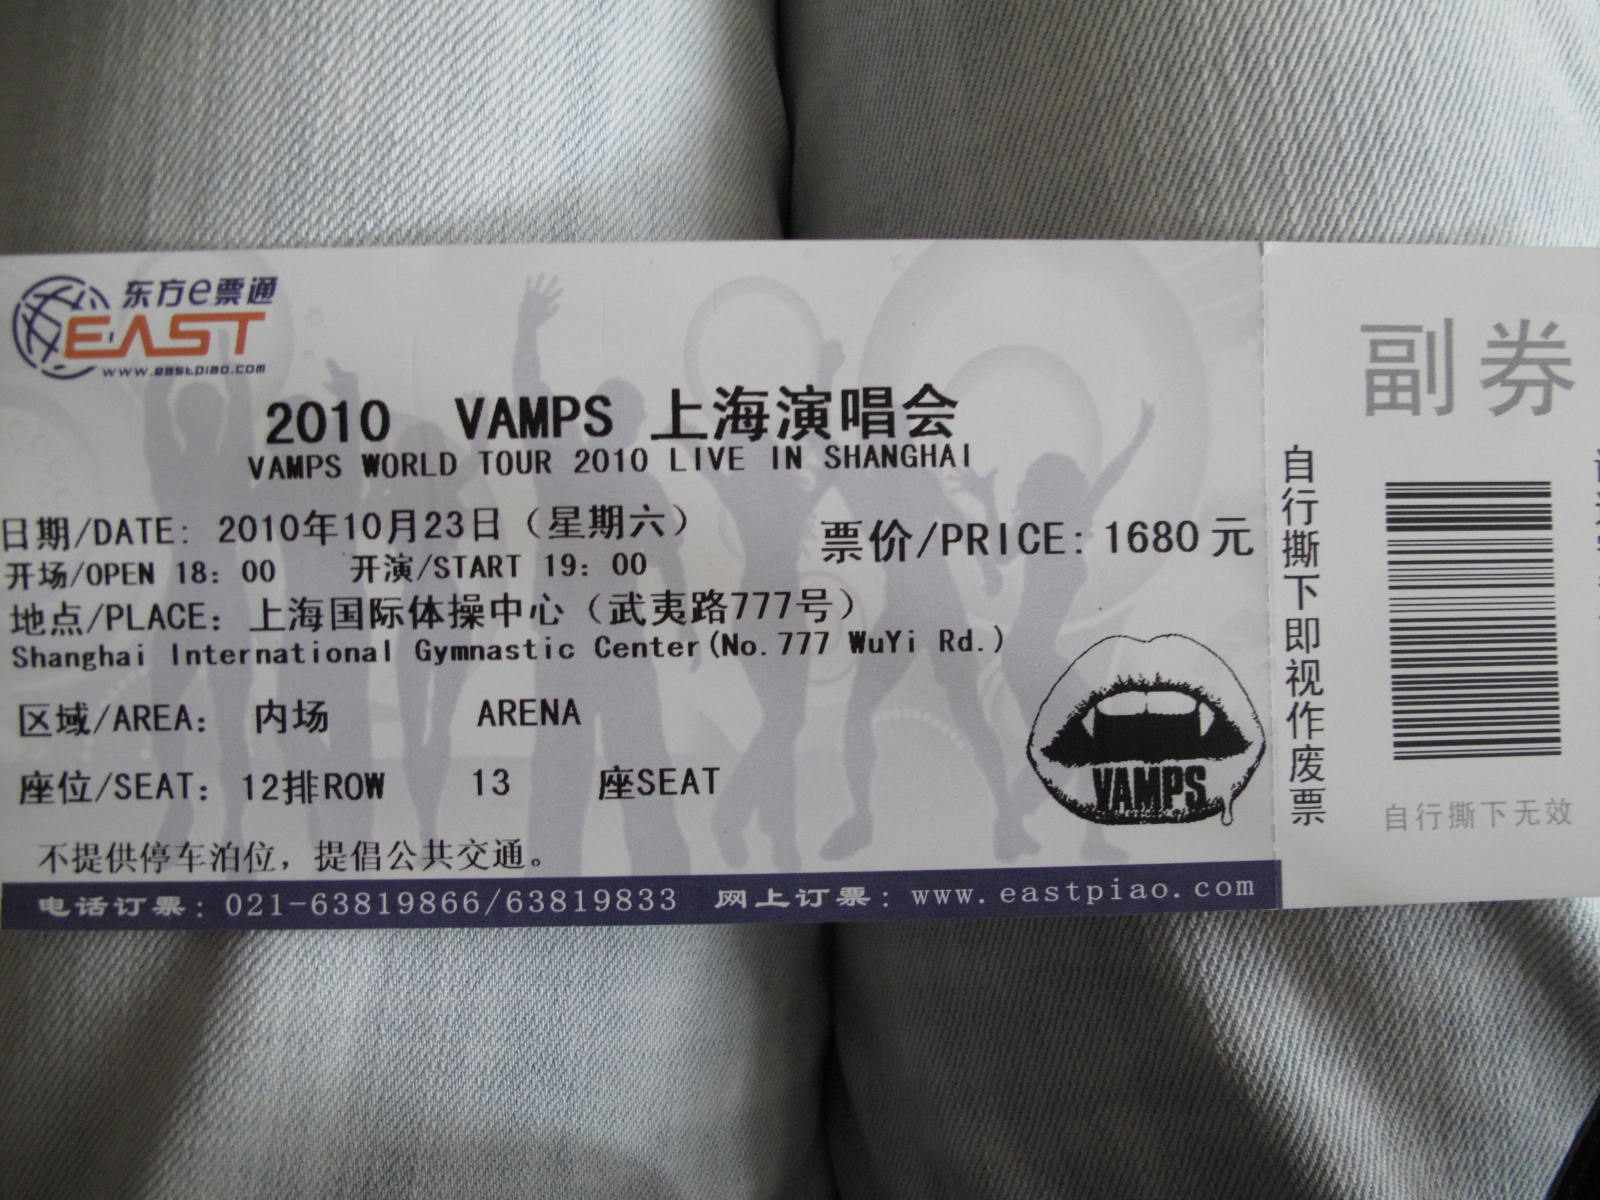 东方e票通
EAST
www.eastpiao.com
2010 VAMPS 上海演唱会
VAMPS WORLD TOUR 2010 LIVE IN SHANGHAI
日期/DATE: 2010年10月23日（星期六）
票价/PRICE: 1680 元
开场/OPEN 18：00 开演/START 19：00
地点/PLACE: 上海国际体操中心（武夷路777号）
Shanghai International Gymnastic Center(No.777 WuYi Rd.)
区域/AREA: 内场 ARENA
座位/SEAT: 12排ROW 13 座SEAT
VAMPS
不提供停车泊位，提倡公共交通。
电话订票: 021-63819866/63819833 网上订票: www.eastpiao.com
副券
自行撕下即视作废票
自行撕下无效